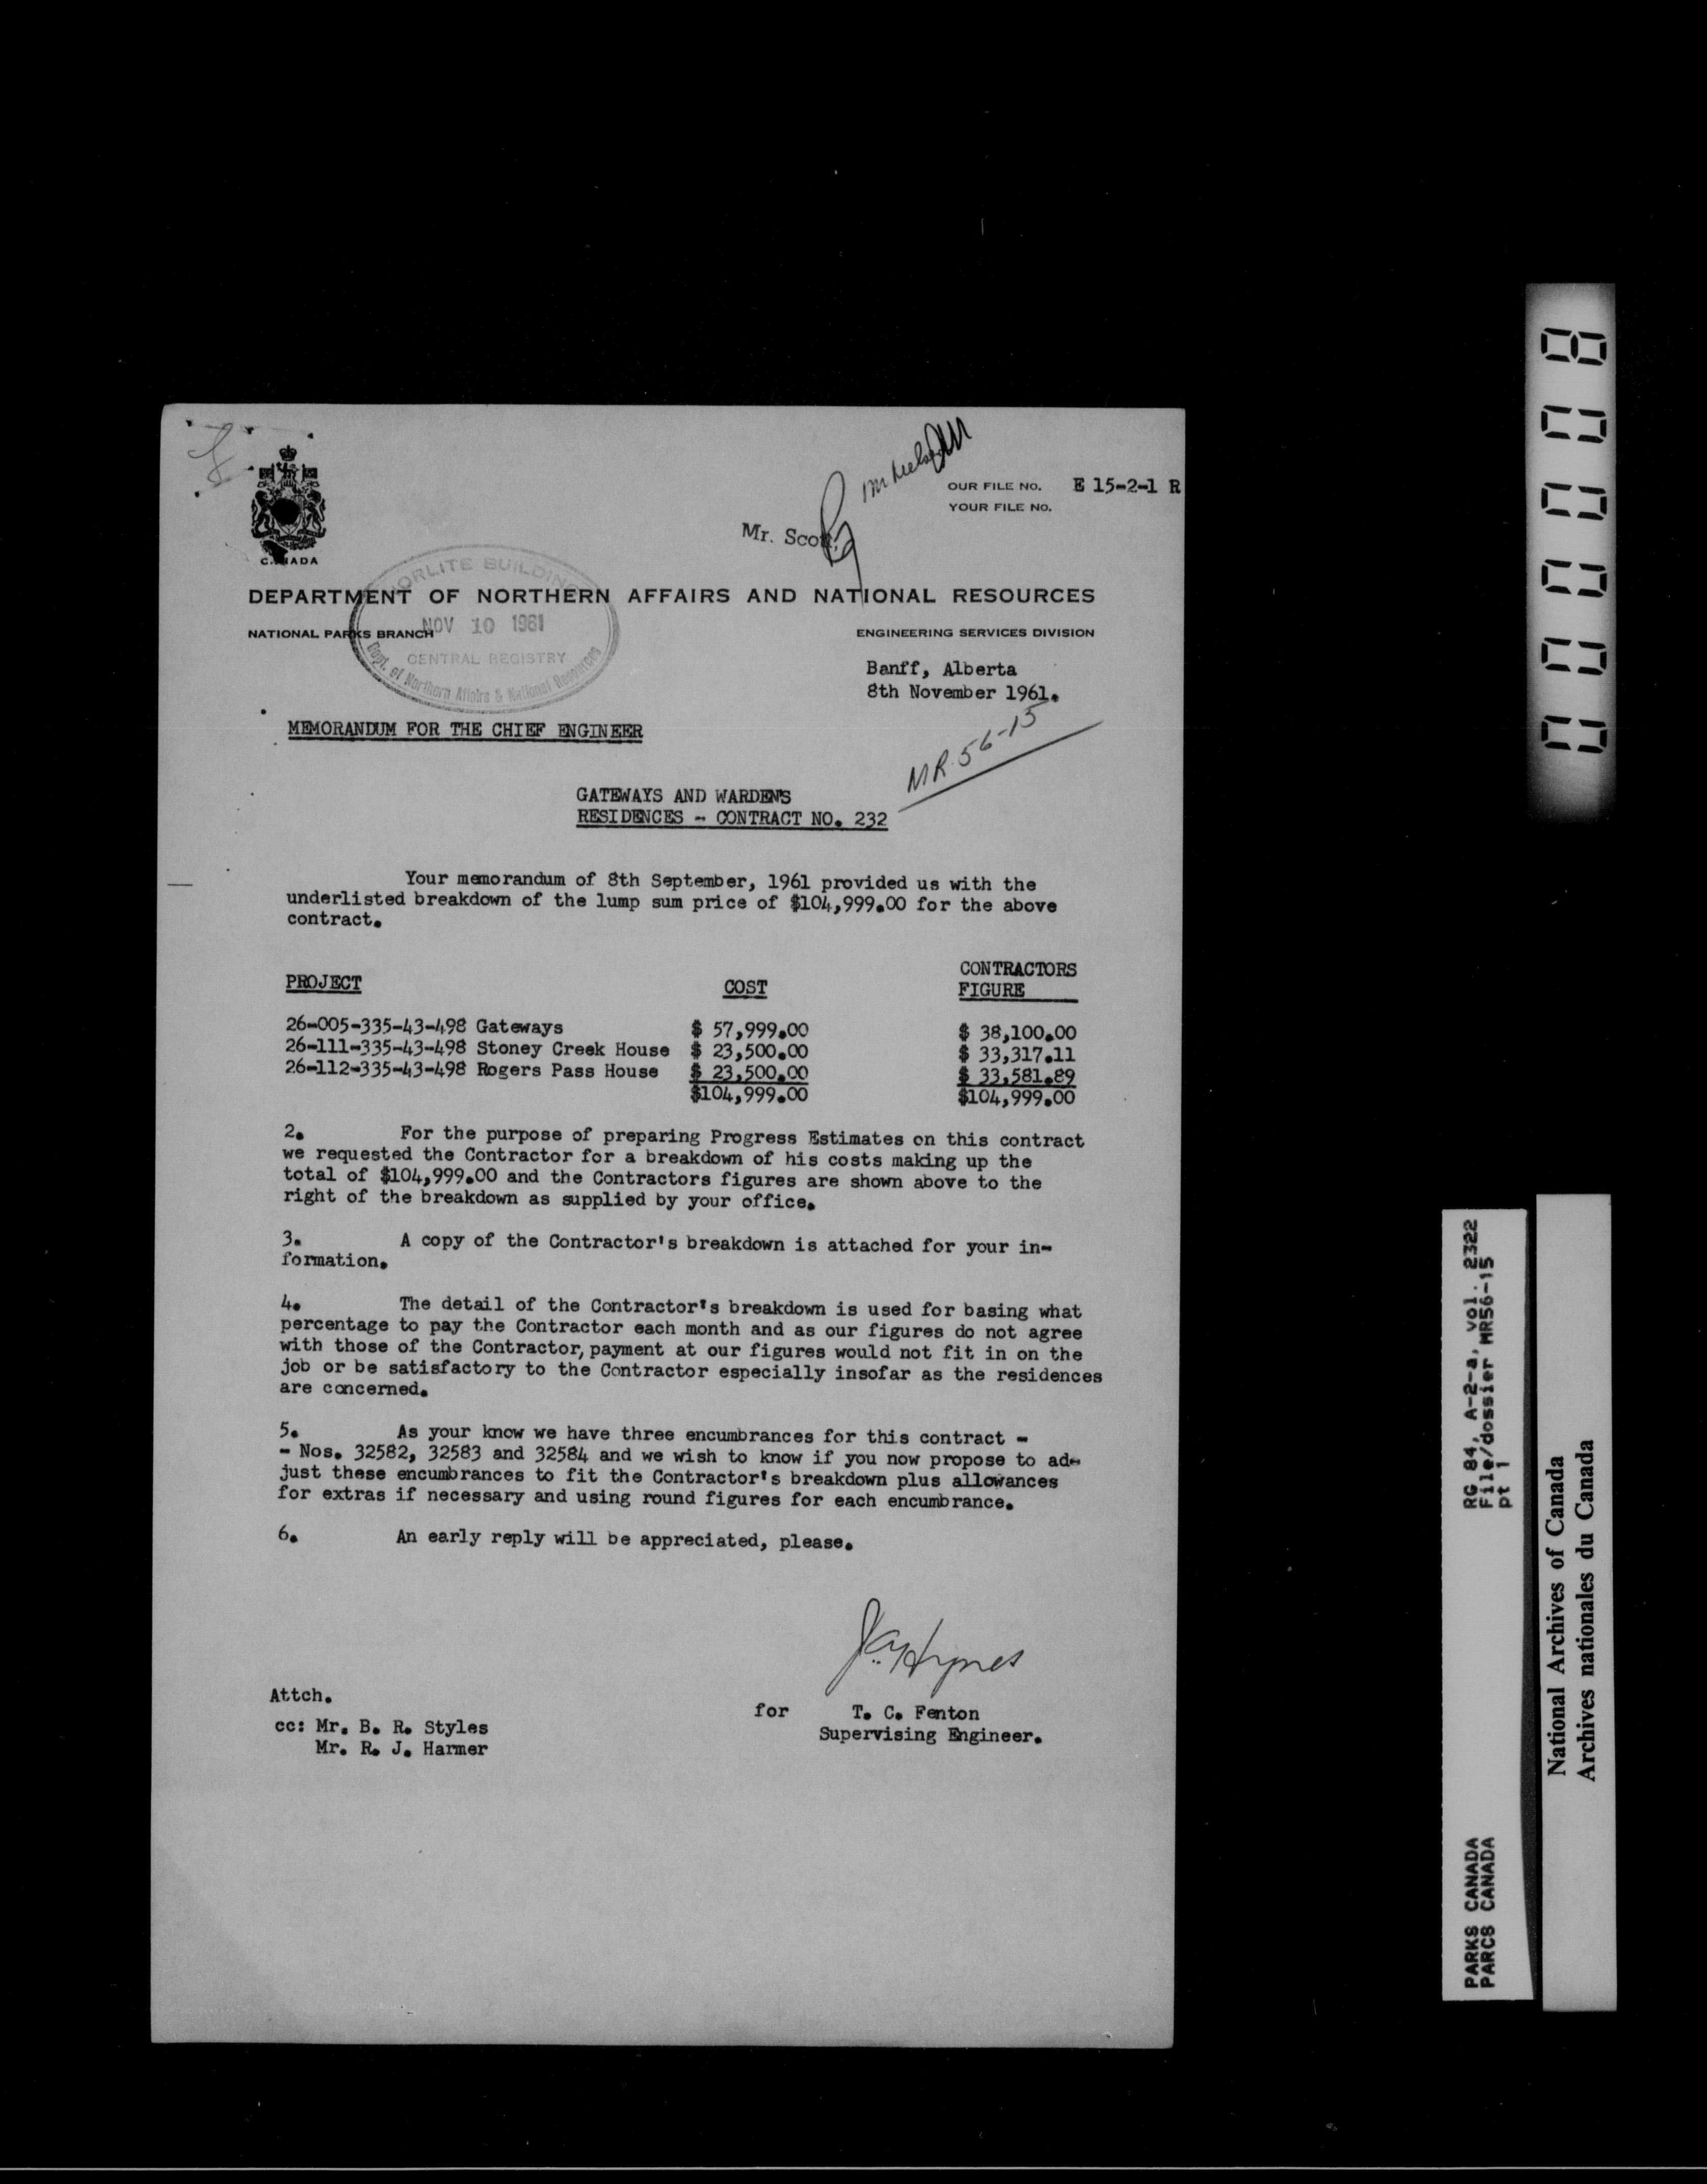 OUR FILE NO. E 15-2-1 R
YOUR FILE NO.
Mr. Scott
CANADA
DEPARTMENT OF NORTHERN AFFAIRS AND NATIONAL RESOURCES
NATIONAL PARKS BRANCH
ENGINEERING SERVICES DIVISION
NORLITE BUILDING
NOV 10 1961
CENTRAL REGISTRY
Dept. of Northern Affairs & National Resources
Banff, Alberta
8th November 1961.
MEMORANDUM FOR THE CHIEF ENGINEER
MR.56-15
GATEWAYS AND WARDENS
RESIDENCES - CONTRACT NO. 232
Your memorandum of 8th September, 1961 provided us with the
underlisted breakdown of the lump sum price of $104,999.00 for the above
contract.
PROJECT COST CONTRACTORS FIGURE
26-005-335-43-498 Gateways $ 57,999.00 $ 38,100.00
26-111-335-43-498 Stoney Creek House $ 23,500.00 $ 33,317.11
26-112-335-43-498 Rogers Pass House $ 23,500.00 $ 33,581.89
$104,999.00 $104,999.00
2. For the purpose of preparing Progress Estimates on this contract
we requested the Contractor for a breakdown of his costs making up the
total of $104,999.00 and the Contractors figures are shown above to the
right of the breakdown as supplied by your office.
3. A copy of the Contractor's breakdown is attached for your in-
formation.
4. The detail of the Contractor's breakdown is used for basing what
percentage to pay the Contractor each month and as our figures do not agree
with those of the Contractor, payment at our figures would not fit in on the
job or be satisfactory to the Contractor especially insofar as the residences
are concerned.
5. As your know we have three encumbrances for this contract -
- Nos. 32582, 32583 and 32584 and we wish to know if you now propose to ad-
just these encumbrances to fit the Contractor's breakdown plus allowances
for extras if necessary and using round figures for each encumbrance.
6. An early reply will be appreciated, please.
Attch.
cc: Mr. B. R. Styles
Mr. R. J. Harmer
for T. C. Fenton
Supervising Engineer.
000008
RG 84, A-2-a, vol. 2322
File/dossier MR56-15
pt 1
PARKS CANADA
PARCS CANADA
National Archives of Canada
Archives nationales du Canada